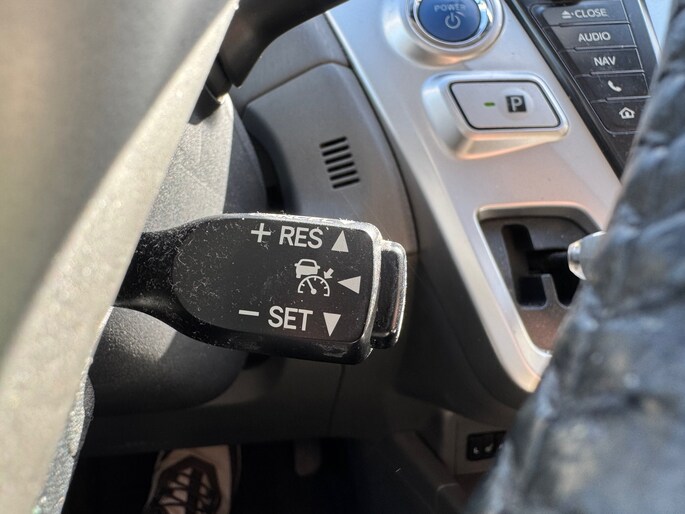 POWER
CLOSE
AUDIO
NAV
P
+ RES
− SET